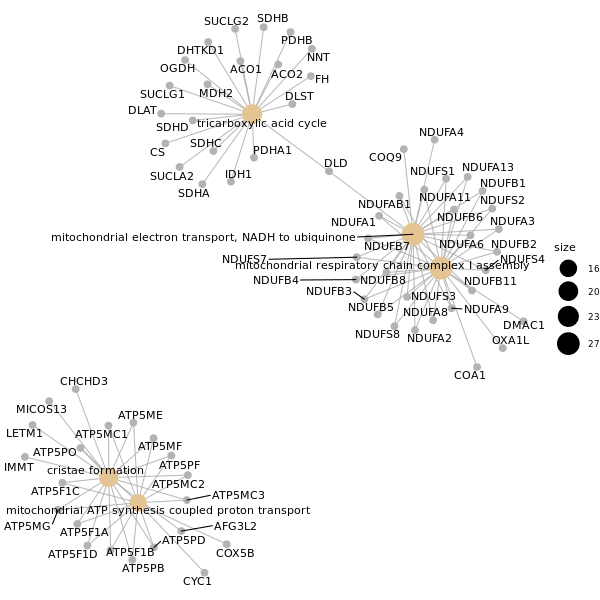 SUCLG2
SDHB
PDHB
DHTKD1
NNT
OGDH
ACO1
ACO2
FH
SUCLG1
MDH2
DLST
DLAT
SDHD
tricarboxylic acid cycle
CS
SDHC
PDHA1
DLD
SUCLA2
IDH1
SDHA
NDUFA4
COQ9
NDUFS1
NDUFA13
NDUFB1
NDUFAB1
NDUFA11
NDUFS2
NDUFA1
NDUFB6
NDUFA3
mitochondrial electron transport, NADH to ubiquinone
NDUFB7
NDUFA6
NDUFB2
size
NDUFS7
mitochondrial respiratory chain complex I assembly
NDUFS4
16
NDUFB4
NDUFB8
NDUFB11
NDUFB3
NDUFS3
20
NDUFB5
NDUFA8
NDUFA9
23
DMAC1
NDUFS8
NDUFA2
OXA1L
27
COA1
CHCHD3
MICOS13
ATP5ME
LETM1
ATP5MC1
ATP5MF
ATP5PO
IMMT
cristae formation
ATP5PF
ATP5F1C
ATP5MC2
ATP5MC3
mitochondrial ATP synthesis coupled proton transport
ATP5MG
ATP5F1A
AFG3L2
ATP5PD
ATP5F1D
ATP5F1B
COX5B
ATP5PB
CYC1